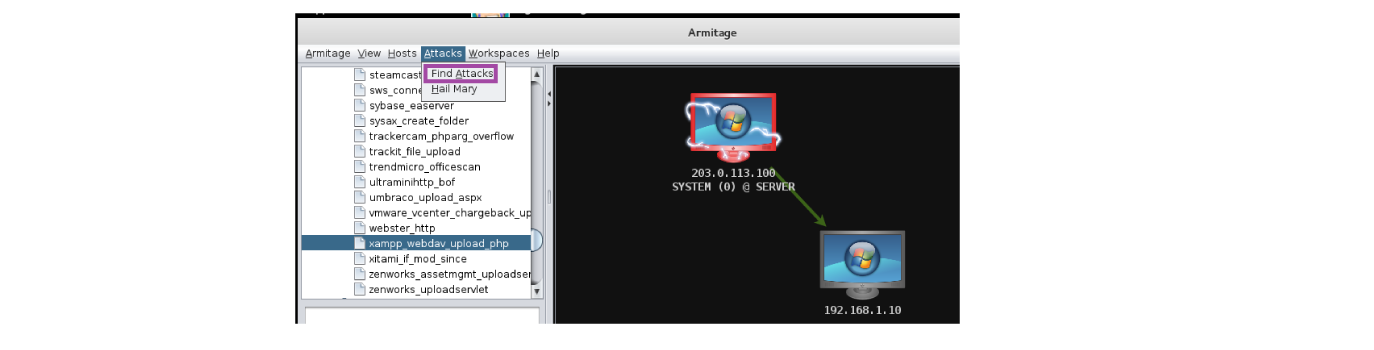 Armitage
Armitage View Hosts Attacks Workspaces Help
Find Attacks
Hail Mary
steamcast
sws_conne
sybase_easerver
sysax_create_folder
trackercam_phparg_overflow
trackit_file_upload
trendmicro_officescan
ultraminihttp_bof
umbraco_upload_aspx
vmware_vcenter_chargeback_up
webster_http
xampp_webdav_upload_php
xitami_if_mod_since
zenworks_assetmgmt_uploadser
zenworks_uploadservlet
203.0.113.100
SYSTEM (0) @ SERVER
192.168.1.10